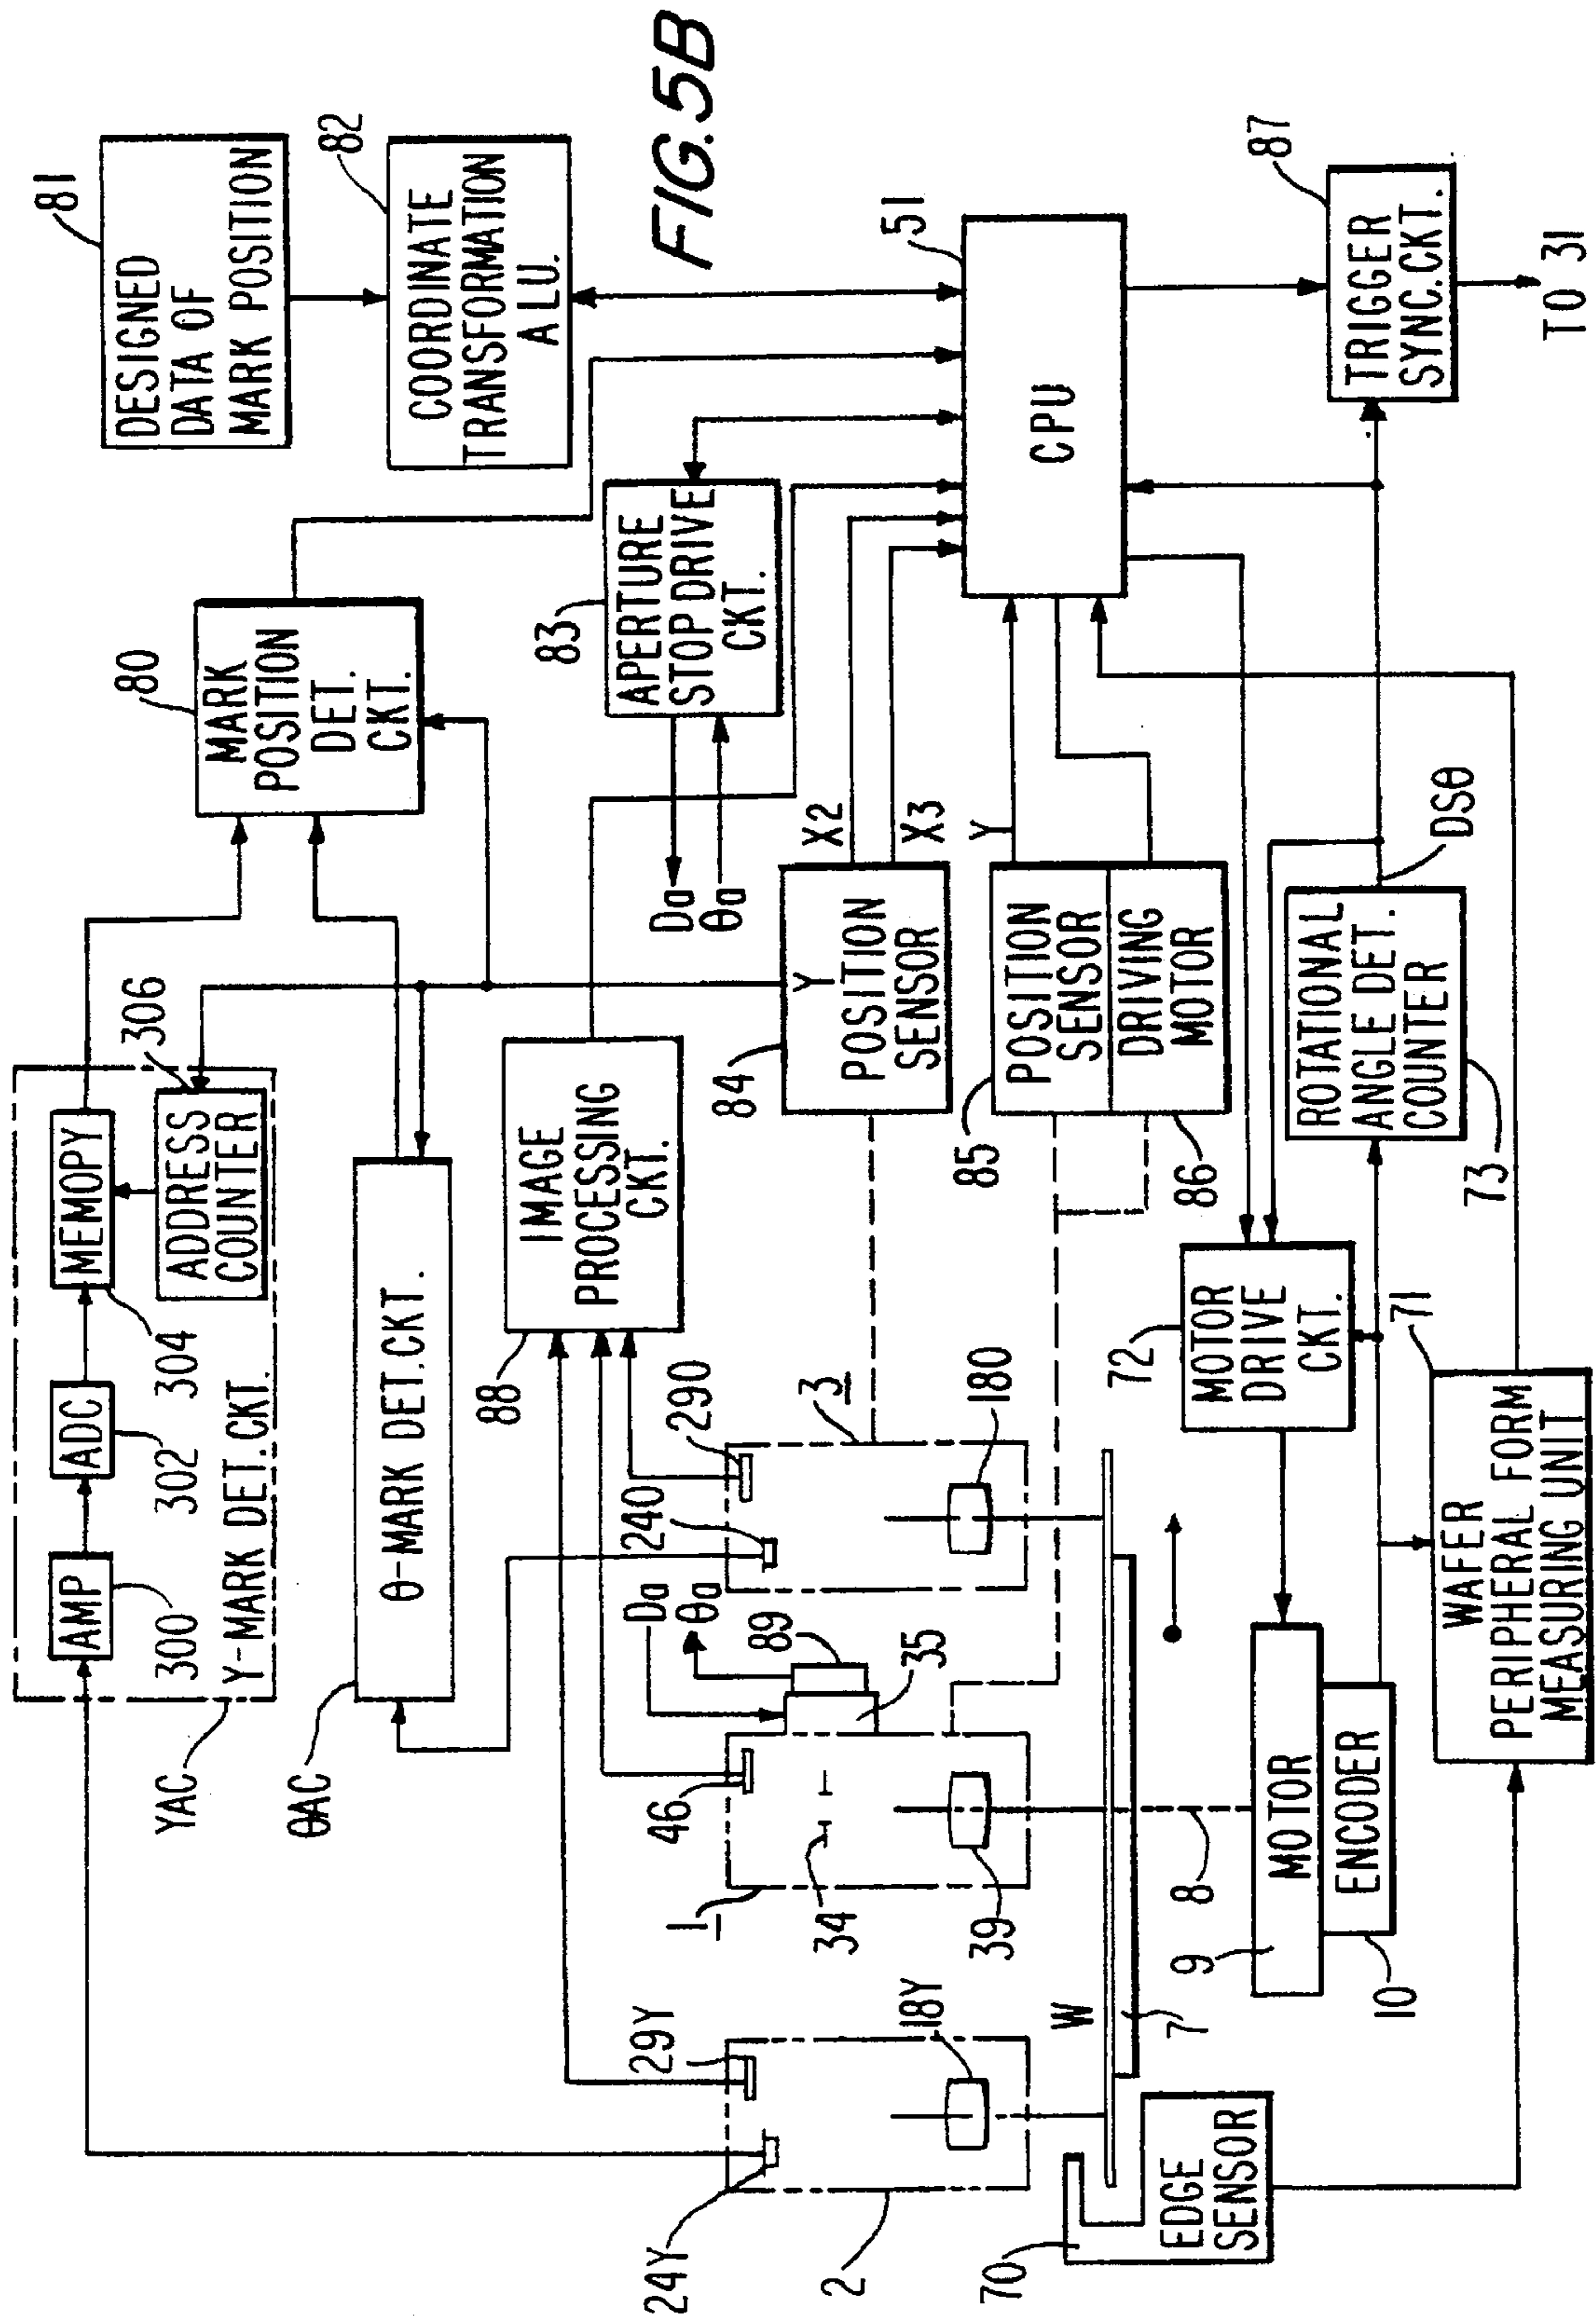 FIG.5B
DESIGNED
DATA OF
MARK POSITION
81
COORDINATE
TRANSFORMATION
ALU.
82
MARK
POSITION
DET.
CKT.
80
APERTURE
STOP DRIVE
CKT.
83
Da
θa
CPU
51
TRIGGER
SYNC.CKT.
87
TO 31
AMP
300
ADC
302
MEMOPY
304
ADDRESS
COUNTER
306
Y-MARK DET.CKT.
YAC
θ-MARK DET.CKT.
θAC
IMAGE
PROCESSING
CKT.
88
Y
POSITION
SENSOR
84
X2
X3
POSITION
SENSOR
85
Y
DRIVING
MOTOR
86
ROTATIONAL
ANGLE DET.
COUNTER
73
DSθ
MOTOR
DRIVE
CKT.
72
WAFER
PERIPHERAL FORM
MEASURING UNIT
71
24Y
29Y
18Y
2
46
34
39
1
Da
θa
89
35
240
290
180
3
W
7
8
MOTOR
9
ENCODER
10
EDGE
SENSOR
70